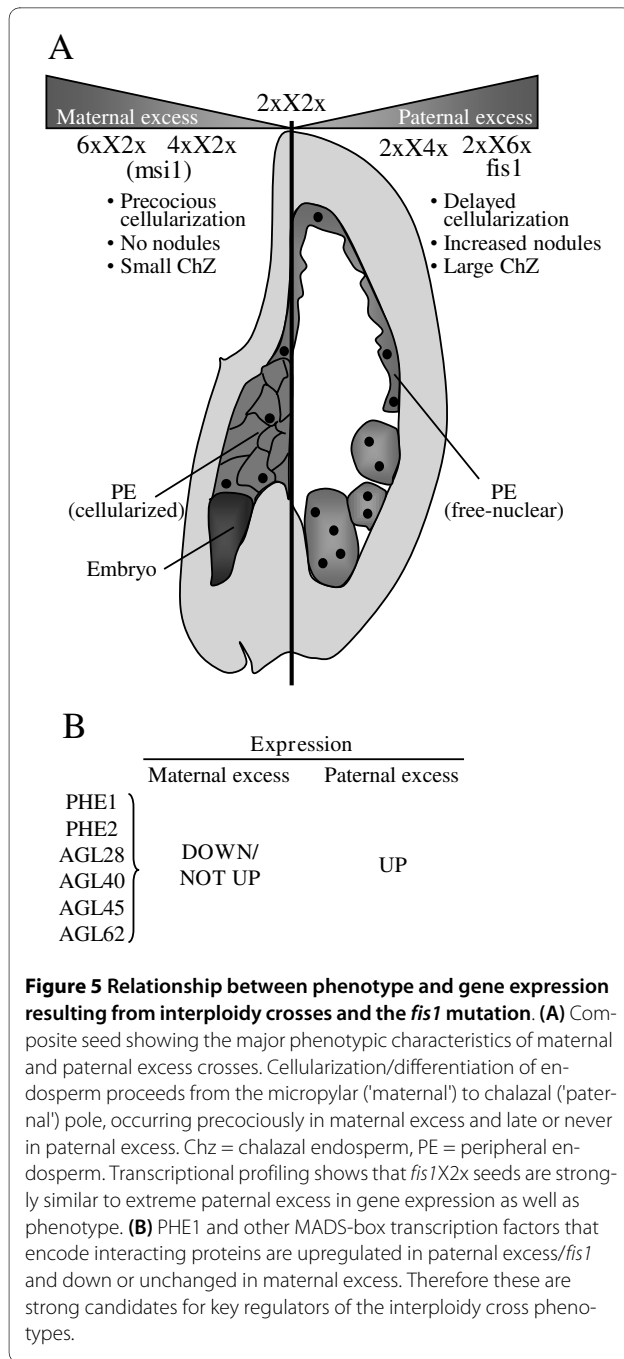 A
2xX2x
Maternal excess
Paternal excess
6xX2x 4xX2x
(msi1)
2xX4x 2xX6x
fis1
• Precocious
cellularization
• No nodules
• Small ChZ
• Delayed
cellularization
• Increased nodules
• Large ChZ
PE
(cellularized)
PE
(free-nuclear)
Embryo
B
Expression
Maternal excess Paternal excess
PHE1
PHE2
AGL28
AGL40
AGL45
AGL62
DOWN/
NOT UP
UP
Figure 5 Relationship between phenotype and gene expression
resulting from interploidy crosses and the fis1 mutation. (A) Com-
posite seed showing the major phenotypic characteristics of maternal
and paternal excess crosses. Cellularization/differentiation of en-
dosperm proceeds from the micropylar ('maternal') to chalazal ('pater-
nal') pole, occurring precociously in maternal excess and late or never
in paternal excess. Chz = chalazal endosperm, PE = peripheral en-
dosperm. Transcriptional profiling shows that fis1X2x seeds are strong-
ly similar to extreme paternal excess in gene expression as well as
phenotype. (B) PHE1 and other MADS-box transcription factors that
encode interacting proteins are upregulated in paternal excess/fis1
and down or unchanged in maternal excess. Therefore these are
strong candidates for key regulators of the interploidy cross pheno-
types.